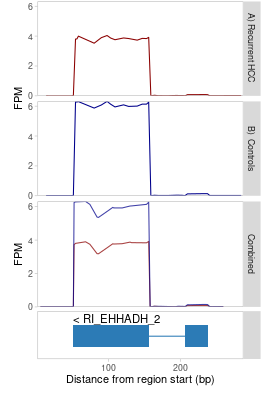 6
4
2
0
FPM
A) Recurrent HCC
6
4
2
0
B) Controls
6
4
2
0
FPM
Combined
< RI_EHHADH_2
100
200
Distance from region start (bp)